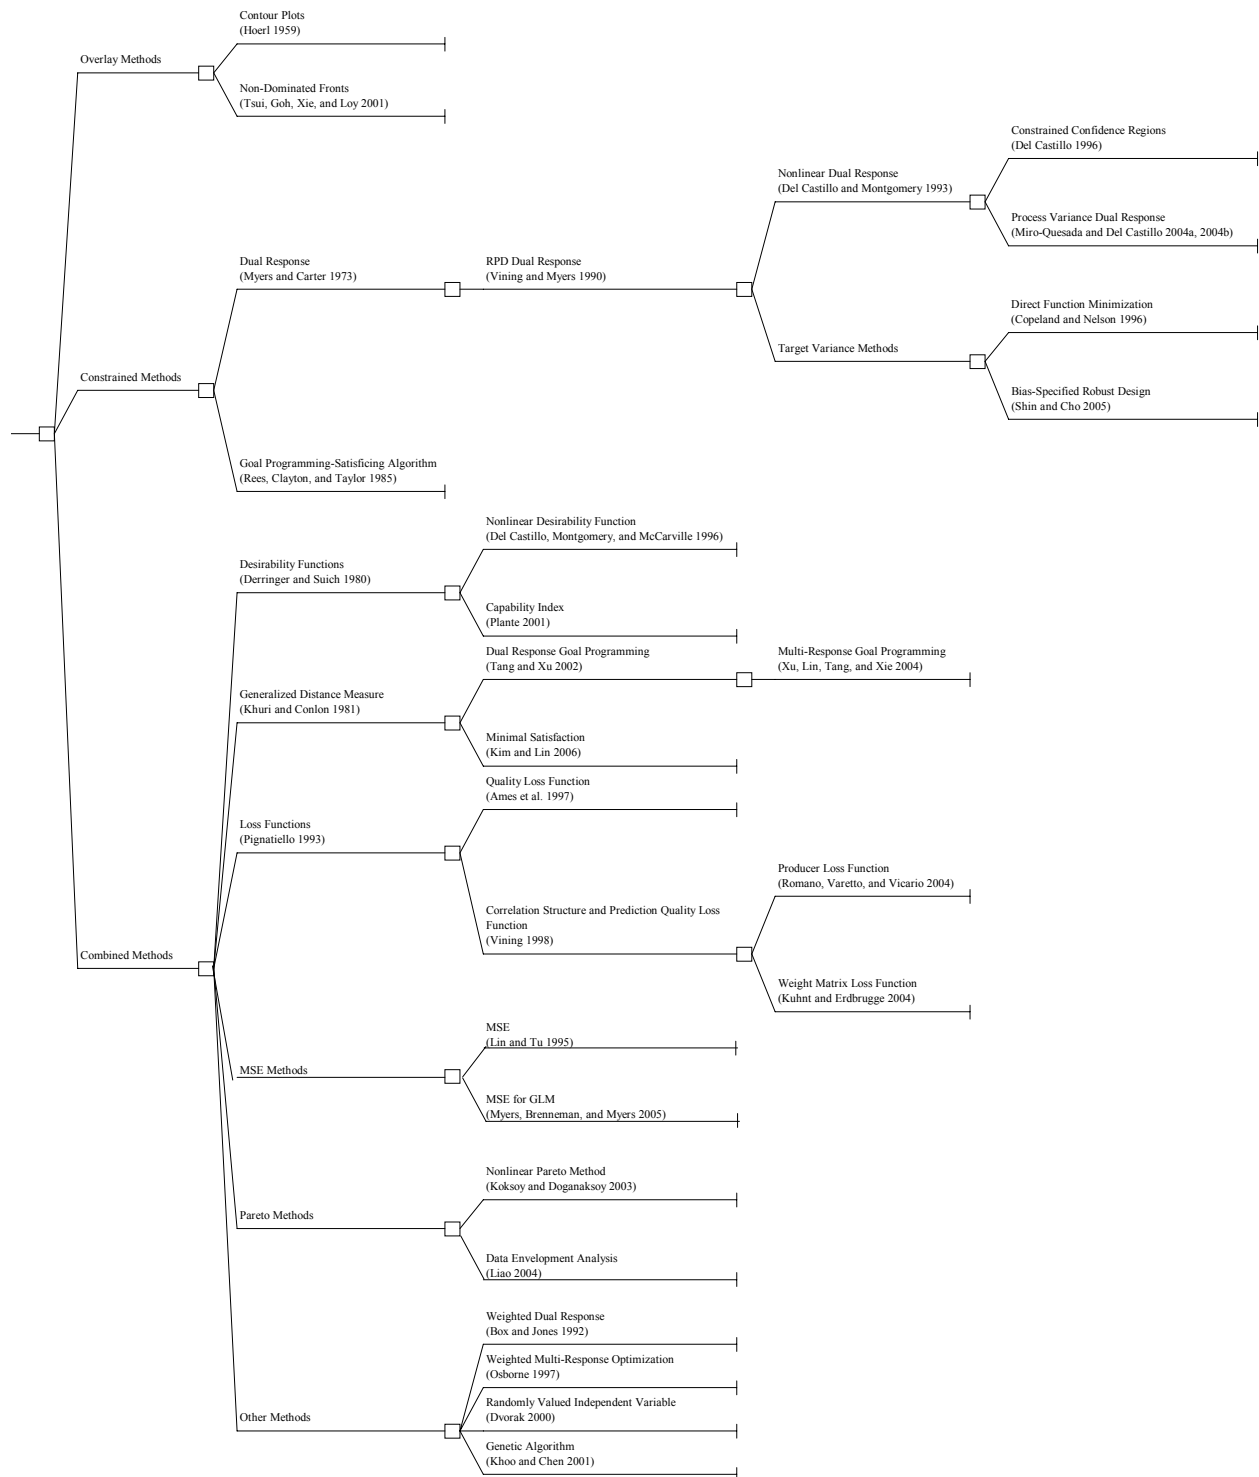 Contour Plots
(Hoerl 1959)
Overlay Methods
Non-Dominated Fronts
(Tsui, Goh, Xie, and Loy 2001)
Constrained Confidence Regions
(Del Castillo 1996)
Nonlinear Dual Response
(Del Castillo and Montgomery 1993)
Process Variance Dual Response
(Miro-Quesada and Del Castillo 2004a, 2004b)
Dual Response
(Myers and Carter 1973)
RPD Dual Response
(Vining and Myers 1990)
Direct Function Minimization
(Copeland and Nelson 1996)
Target Variance Methods
Constrained Methods
Bias-Specified Robust Design
(Shin and Cho 2005)
Goal Programming-Satisficing Algorithm
(Rees, Clayton, and Taylor 1985)
Nonlinear Desirability Function
(Del Castillo, Montgomery, and McCarville 1996)
Desirability Functions
(Derringer and Suich 1980)
Capability Index
(Plante 2001)
Dual Response Goal Programming
(Tang and Xu 2002)
Multi-Response Goal Programming
(Xu, Lin, Tang, and Xie 2004)
Generalized Distance Measure
(Khuri and Conlon 1981)
Minimal Satisfaction
(Kim and Lin 2006)
Quality Loss Function
(Ames et al. 1997)
Loss Functions
(Pignatiello 1993)
Producer Loss Function
(Romano, Varetto, and Vicario 2004)
Correlation Structure and Prediction Quality Loss
Function
(Vining 1998)
Combined Methods
Weight Matrix Loss Function
(Kuhnt and Erdbrugge 2004)
MSE
(Lin and Tu 1995)
MSE Methods
MSE for GLM
(Myers, Brenneman, and Myers 2005)
Nonlinear Pareto Method
(Koksoy and Doganaksoy 2003)
Pareto Methods
Data Envelopment Analysis
(Liao 2004)
Weighted Dual Response
(Box and Jones 1992)
Weighted Multi-Response Optimization
(Osborne 1997)
Randomly Valued Independent Variable
(Dvorak 2000)
Other Methods
Genetic Algorithm
(Khoo and Chen 2001)